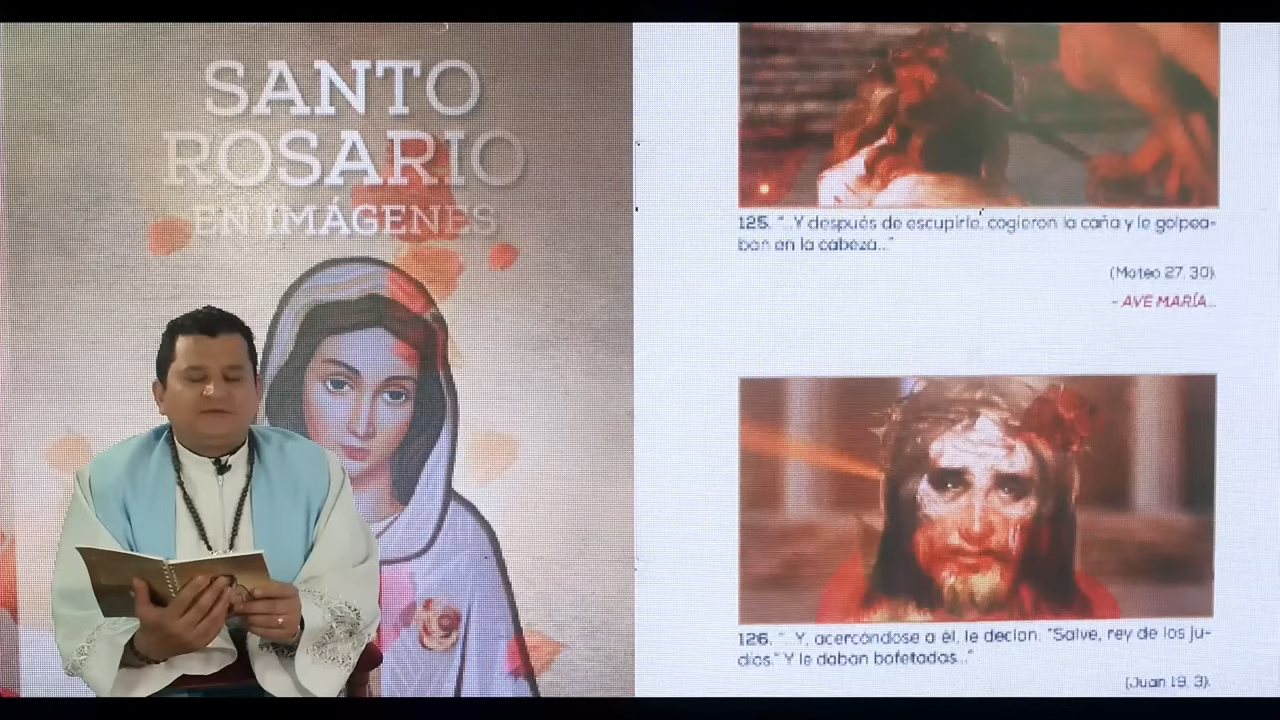 SANTO
ROSARIO
EN IMÁGENES
125. "...Y después de escupirle, cogieron la caña y le golpea-
ban en la cabeza..."
(Mateo 27, 30).
- AVE MARÍA...
126. "... Y, acercándose a él, le decían: "Salve, rey de los ju-
díos." Y le daban bofetadas..."
(Juan 19, 3).